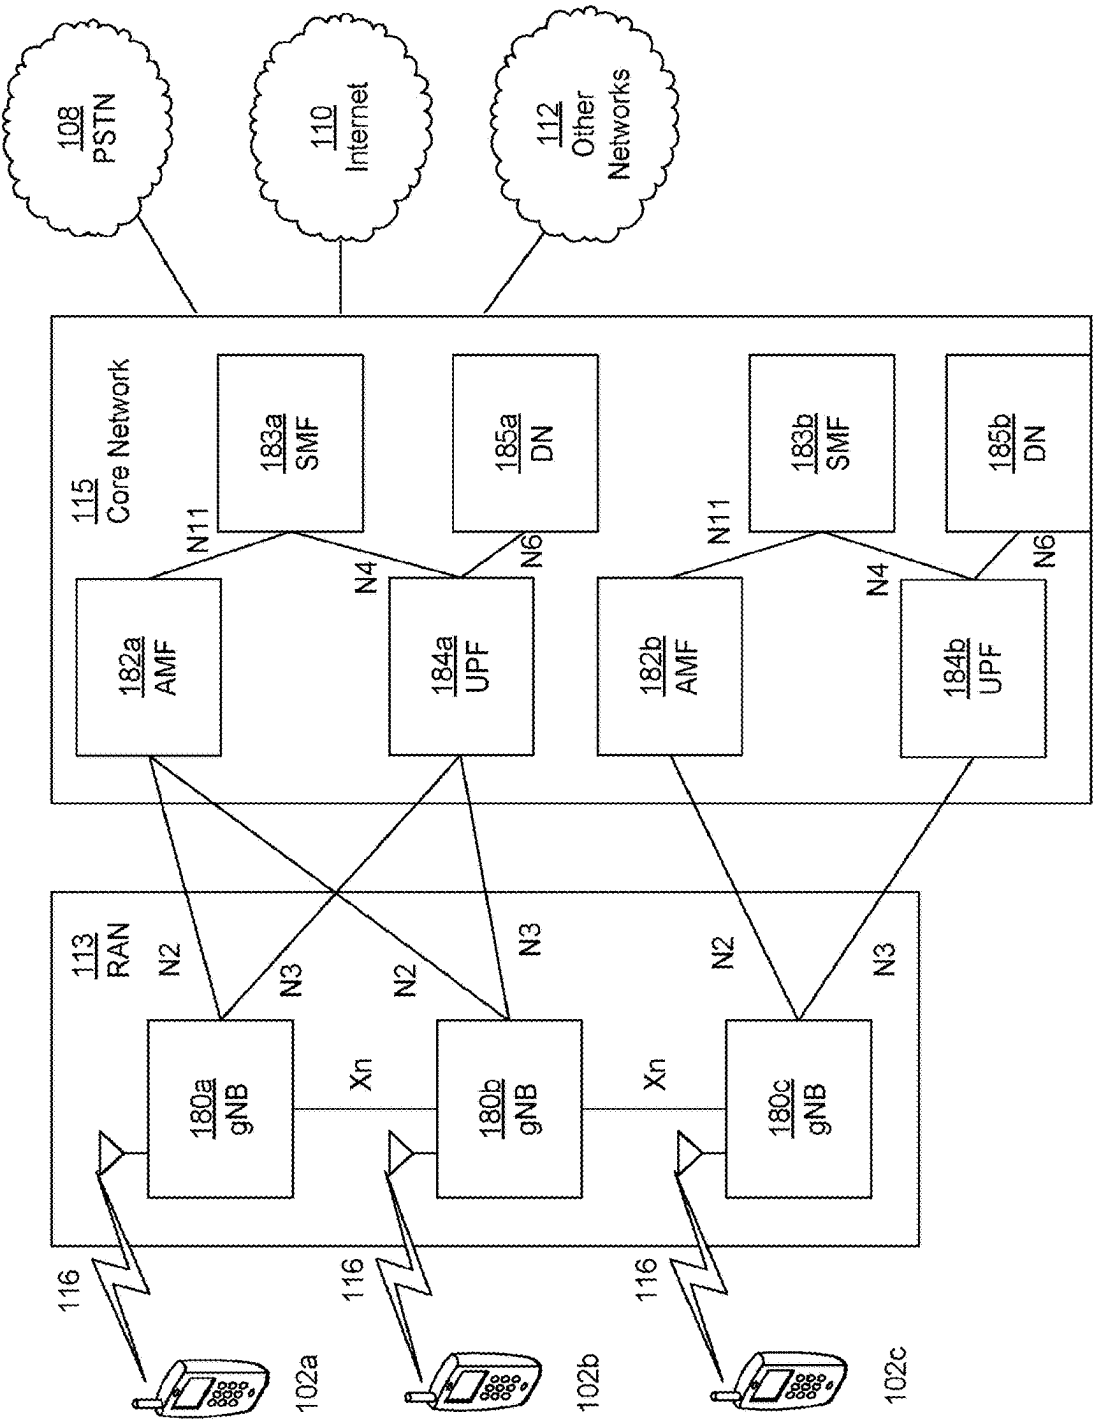 108
PSTN
110
Internet
112
Other
Networks
115
Core Network
183a
SMF
185a
DN
183b
SMF
185b
DN
N11
N4
N6
N11
N4
N6
182a
AMF
184a
UPF
182b
AMF
184b
UPF
113
RAN
N2
N3
N2
N3
N2
N3
180a
gNB
Xn
180b
gNB
Xn
180c
gNB
116
116
116
102a
102b
102c